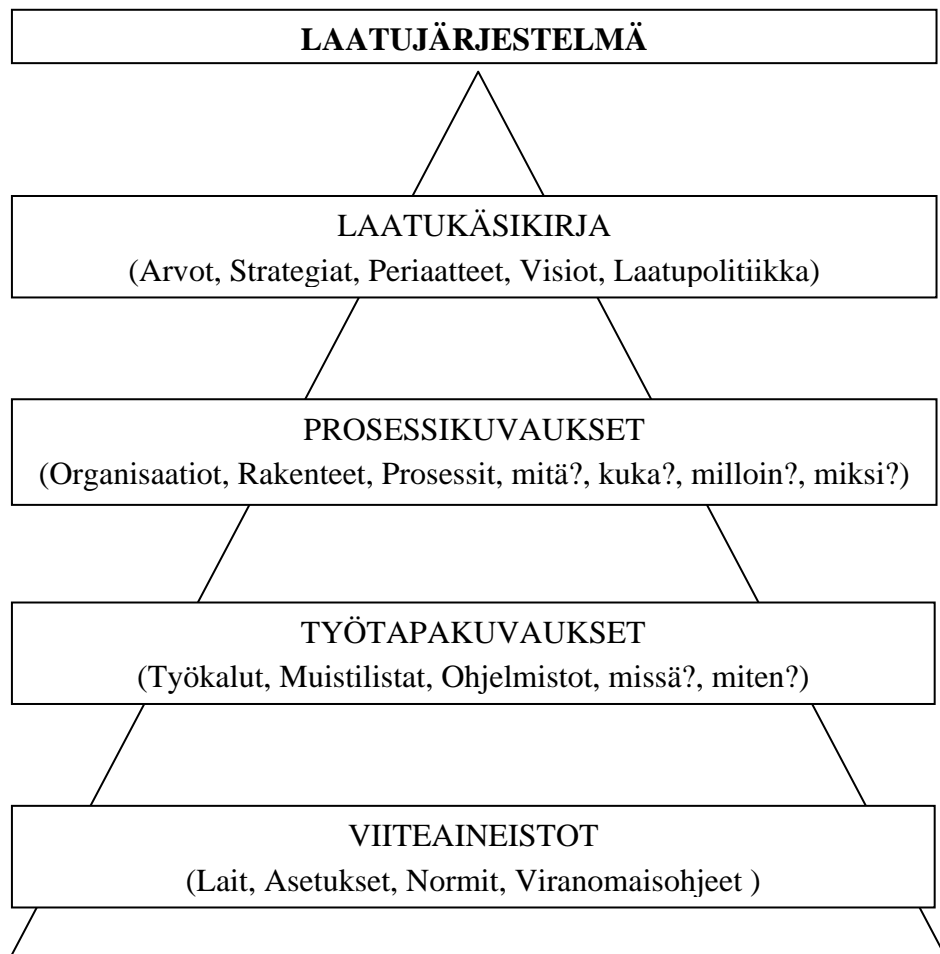 LAATUJÄRJESTELMÄ
LAATUKÄSIKIRJA
(Arvot, Strategiat, Periaatteet, Visiot, Laatupolitiikka)
PROSESSIKUVAUKSET
(Organisaatiot, Rakenteet, Prosessit, mitä?, kuka?, milloin?, miksi?)
TYÖTAPAKUVAUKSET
(Työkalut, Muistilistat, Ohjelmistot, missä?, miten?)
VIITEAINEISTOT
(Lait, Asetukset, Normit, Viranomaisohjeet )